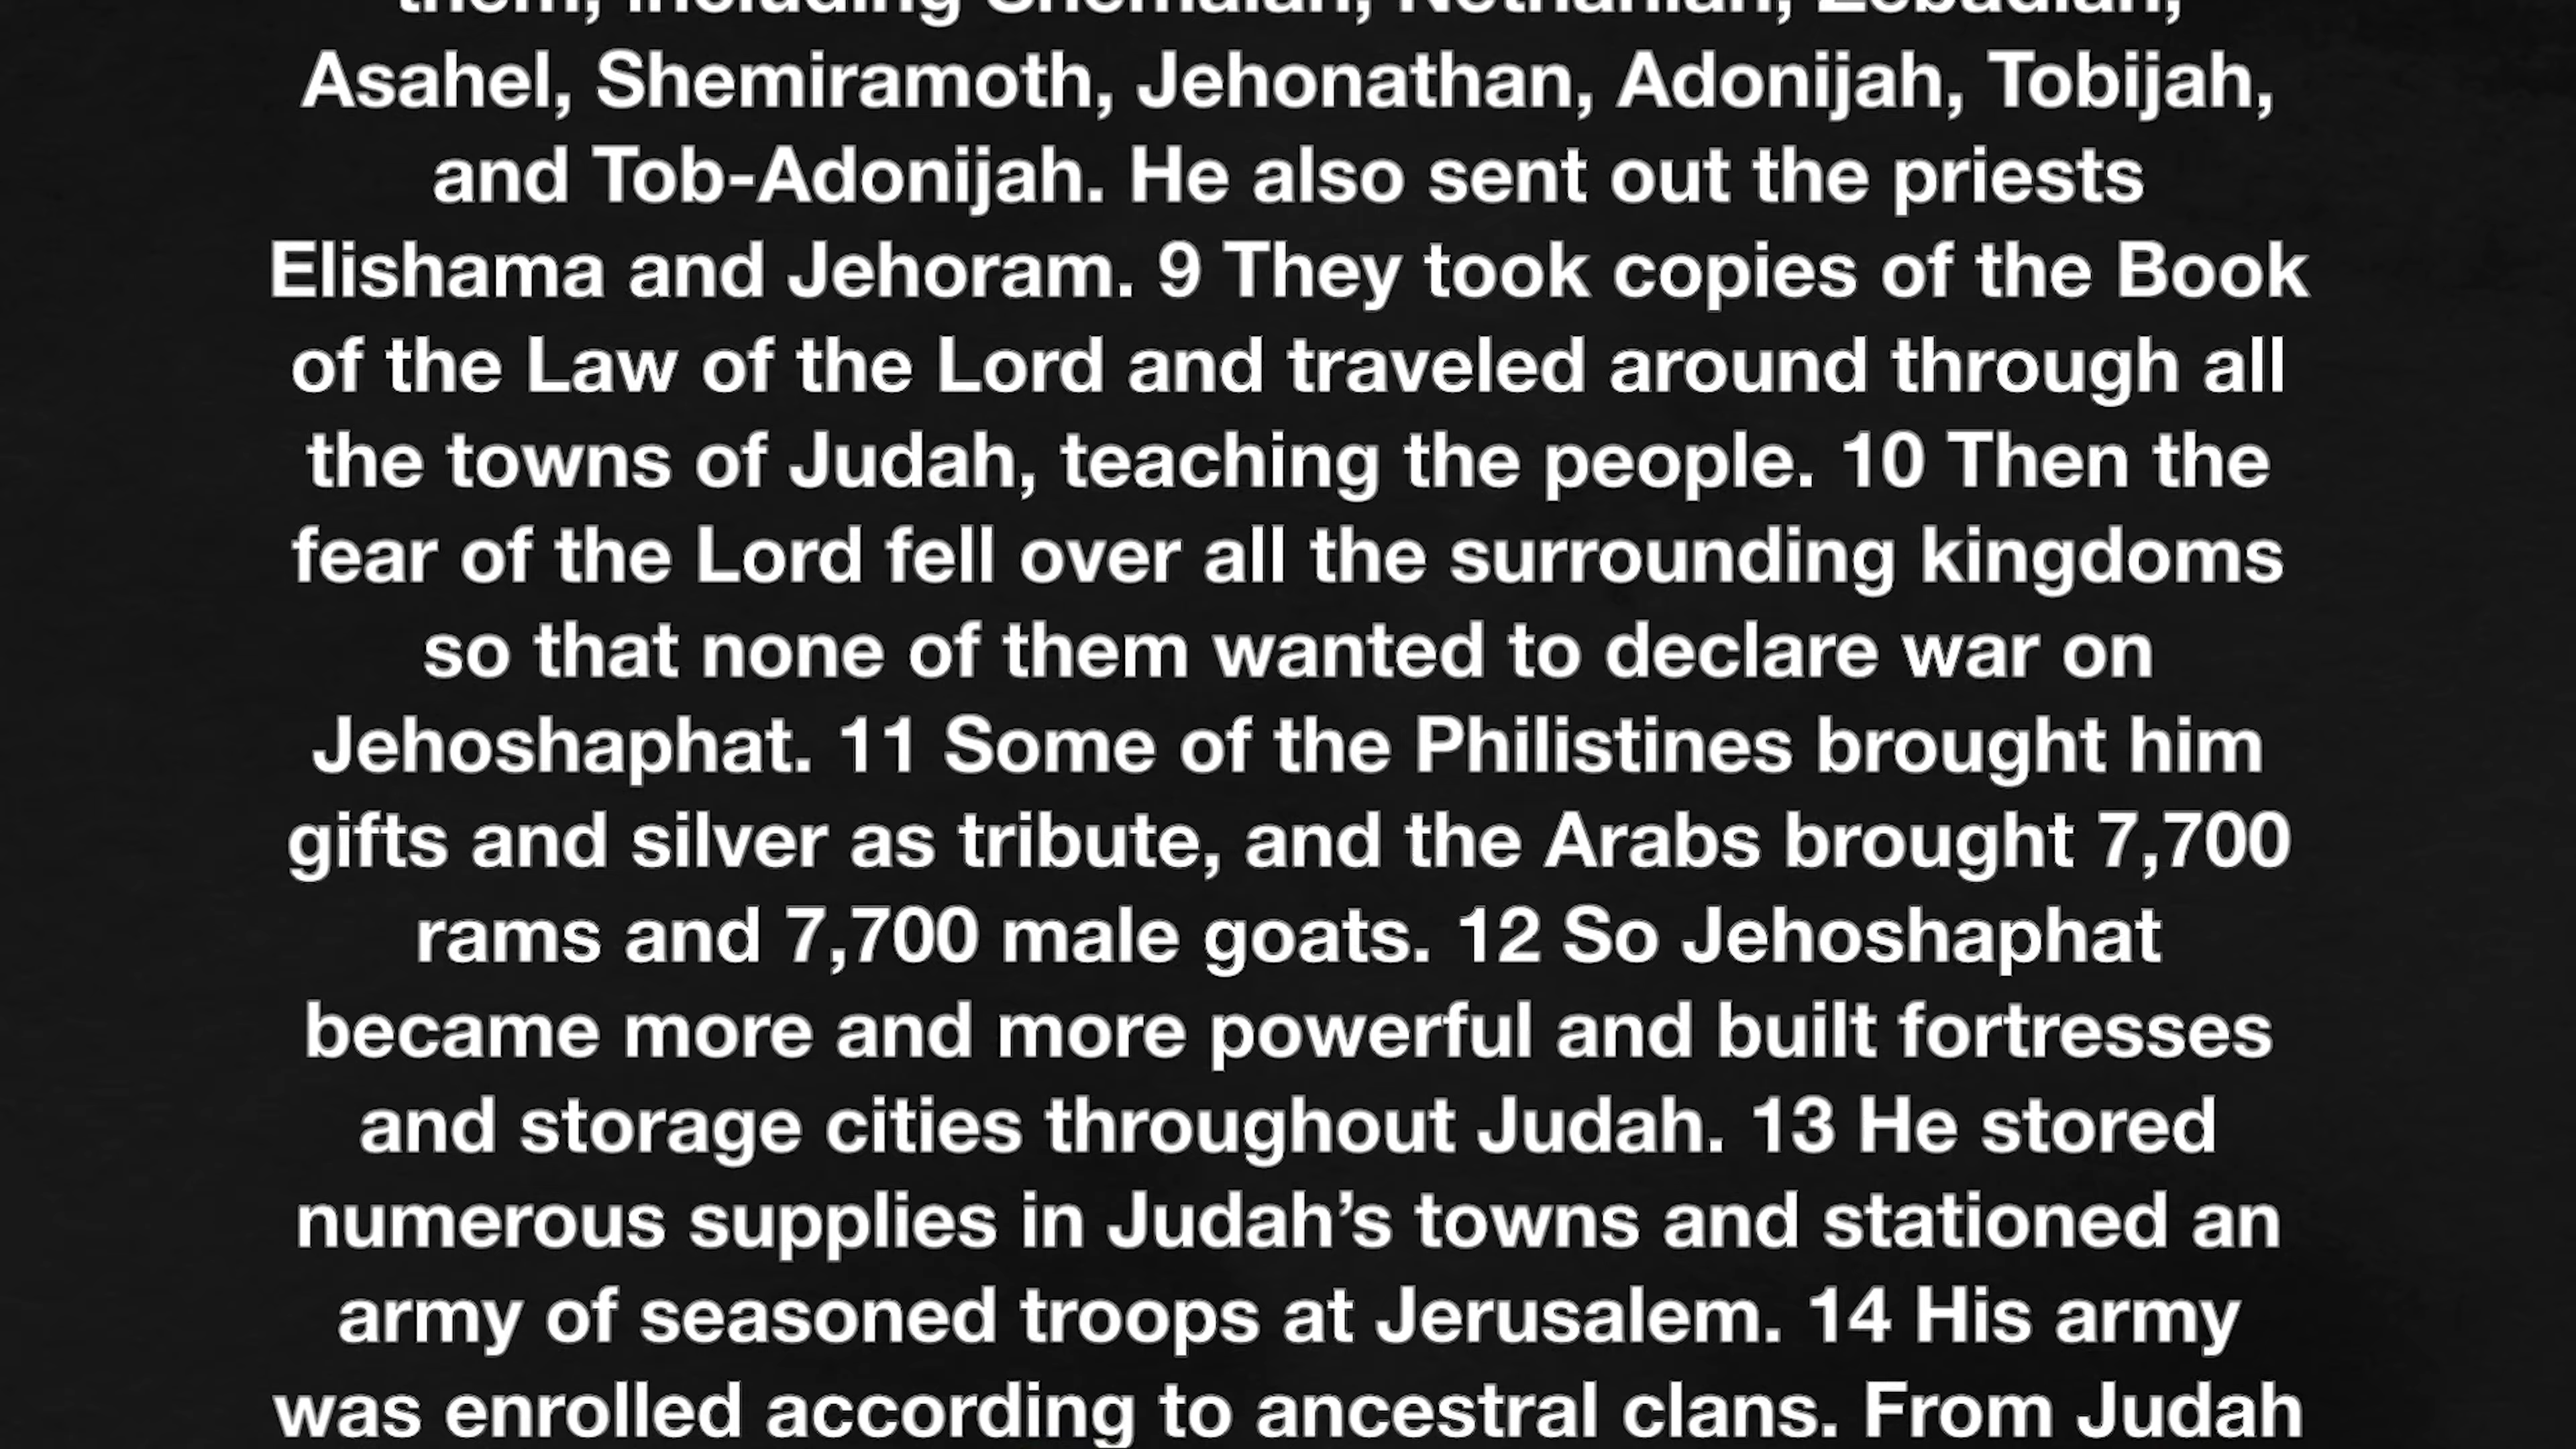 them, including Shemaiah, Nethaniah, Zebadiah,
Asahel, Shemiramoth, Jehonathan, Adonijah, Tobijah,
and Tob-Adonijah. He also sent out the priests
Elishama and Jehoram. 9 They took copies of the Book
of the Law of the Lord and traveled around through all
the towns of Judah, teaching the people. 10 Then the
fear of the Lord fell over all the surrounding kingdoms
so that none of them wanted to declare war on
Jehoshaphat. 11 Some of the Philistines brought him
gifts and silver as tribute, and the Arabs brought 7,700
rams and 7,700 male goats. 12 So Jehoshaphat
became more and more powerful and built fortresses
and storage cities throughout Judah. 13 He stored
numerous supplies in Judah’s towns and stationed an
army of seasoned troops at Jerusalem. 14 His army
was enrolled according to ancestral clans. From Judah